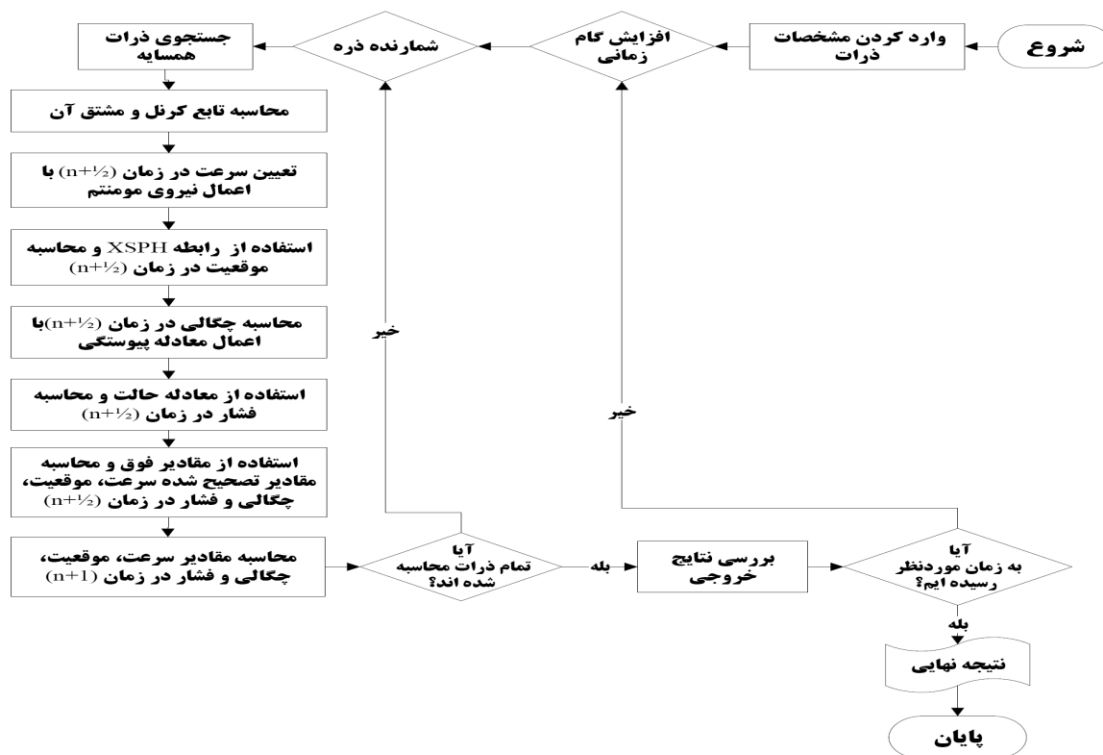 شروع
وارد کردن مشخصات
ذرات
افزایش گام
زمانی
شمارنده ذره
جستجوی ذرات
همسایه
محاسبه تابع کرنل و مشتق آن
تعیین سرعت در زمان (n+½) با
اعمال نیروی مومنتم
استفاده از رابطه XSPH و محاسبه
موقعیت در زمان (n+½)
محاسبه چگالی در زمان (n+½)با
اعمال معادله پیوستگی
استفاده از معادله حالت و محاسبه
فشار در زمان (n+½)
استفاده از مقادیر فوق و محاسبه
مقادیر تصحیح شده سرعت، موقعیت،
چگالی و فشار در زمان (n+½)
محاسبه مقادیر سرعت، موقعیت،
چگالی و فشار در زمان (n+1)
آیا
تمام ذرات محاسبه
شده اند؟
خیر
بله
بررسی نتایج
خروجی
آیا
به زمان موردنظر
رسیده ایم؟
خیر
بله
نتیجه نهایی
پایان